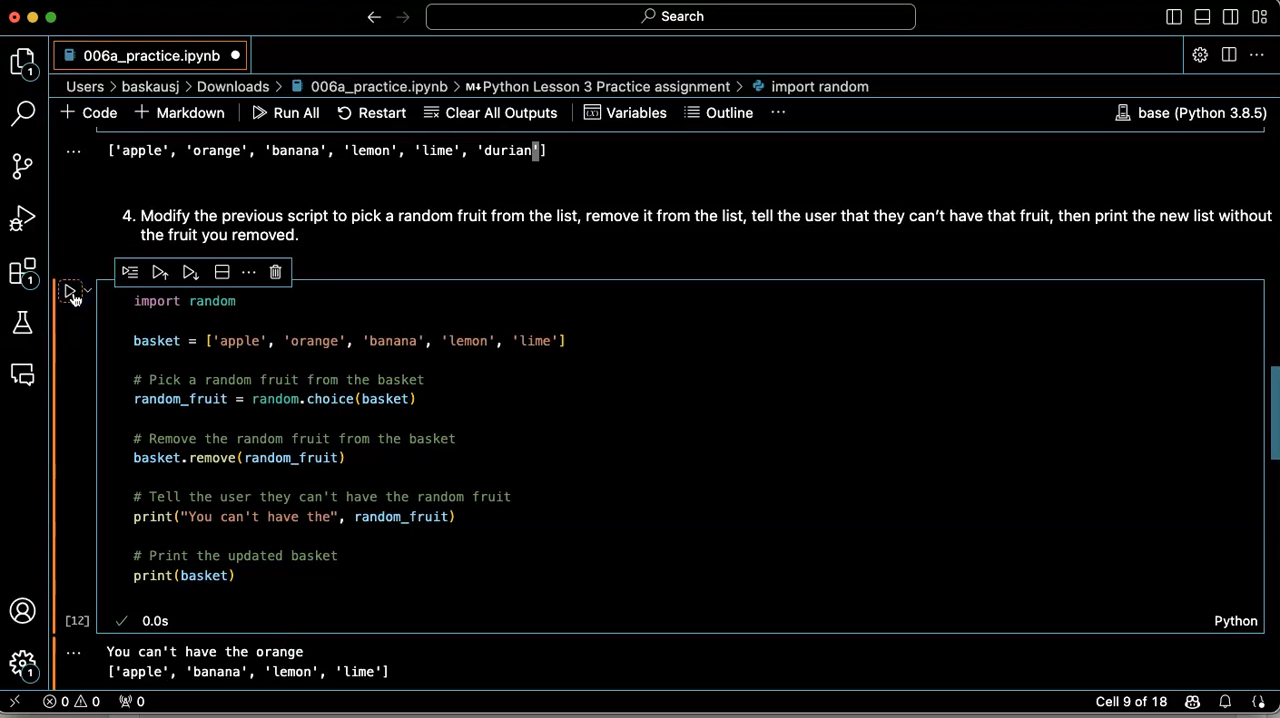 Search
006a_practice.ipynb
Users > baskausj > Downloads > 006a_practice.ipynb > M↓Python Lesson 3 Practice assignment > import random
+ Code + Markdown Run All Restart Clear All Outputs Variables Outline ... base (Python 3.8.5)
... ['apple', 'orange', 'banana', 'lemon', 'lime', 'durian']
4. Modify the previous script to pick a random fruit from the list, remove it from the list, tell the user that they can't have that fruit, then print the new list without
the fruit you removed.
import random
basket = ['apple', 'orange', 'banana', 'lemon', 'lime']
# Pick a random fruit from the basket
random_fruit = random.choice(basket)
# Remove the random fruit from the basket
basket.remove(random_fruit)
# Tell the user they can't have the random fruit
print("You can't have the", random_fruit)
# Print the updated basket
print(basket)
[12] ✓ 0.0s Python
... You can't have the orange
['apple', 'banana', 'lemon', 'lime']
1
1
1
0 0 0 Cell 9 of 18